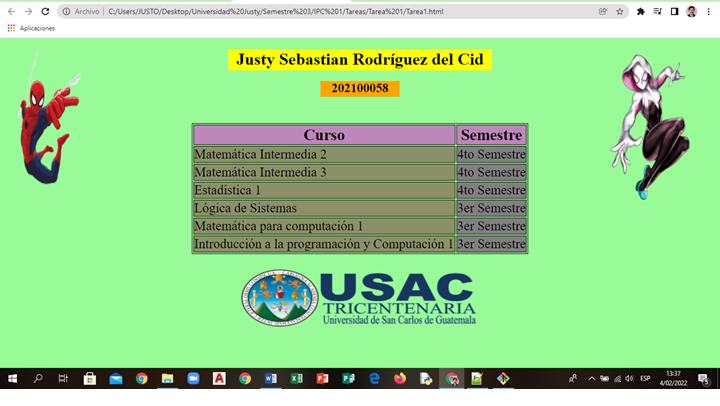 Archivo | C:/Users/JUSTO/Desktop/Universidad%20Justy/Semestre%203/IPC%201/Tareas/Tarea%201/Tarea1.html
Aplicaciones
Justy Sebastian Rodríguez del Cid
202100058
Curso Semestre
Matemática Intermedia 2 4to Semestre
Matemática Intermedia 3 4to Semestre
Estadística 1 4to Semestre
Lógica de Sistemas 3er Semestre
Matemática para computación 1 3er Semestre
Introducción a la programación y Computación 1 3er Semestre
USAC
TRICENTENARIA
Universidad de San Carlos de Guatemala
ESP
13:37
4/02/2022